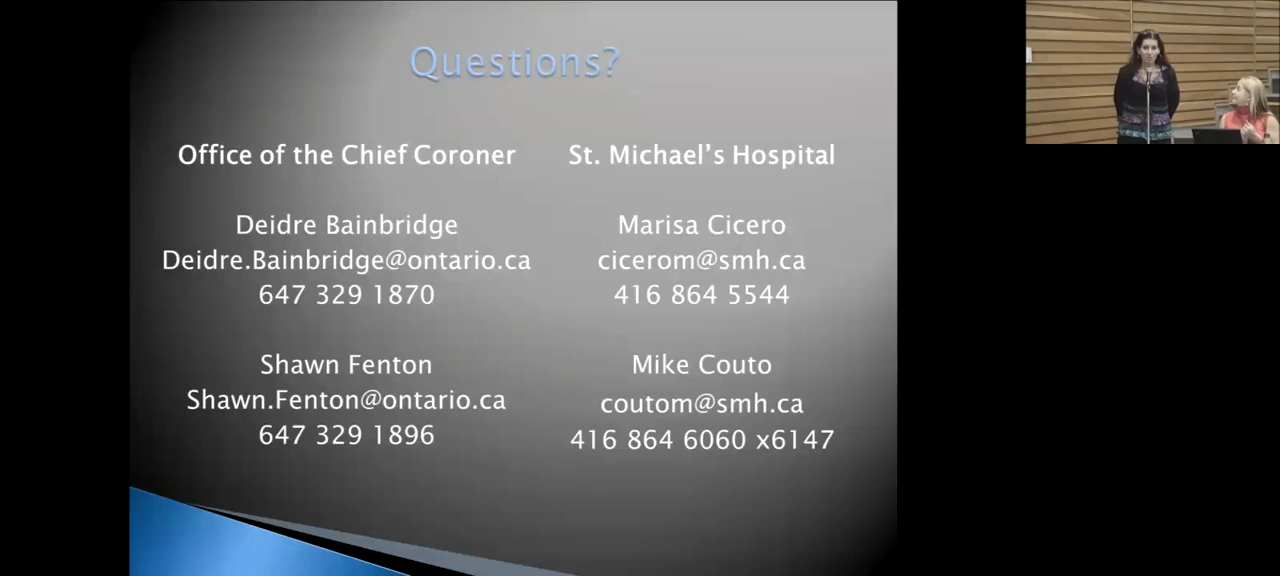 Questions?
Office of the Chief Coroner
Deidre Bainbridge
Deidre.Bainbridge@ontario.ca
647 329 1870
Shawn Fenton
Shawn.Fenton@ontario.ca
647 329 1896
St. Michael's Hospital
Marisa Cicero
cicerom@smh.ca
416 864 5544
Mike Couto
coutom@smh.ca
416 864 6060 x6147